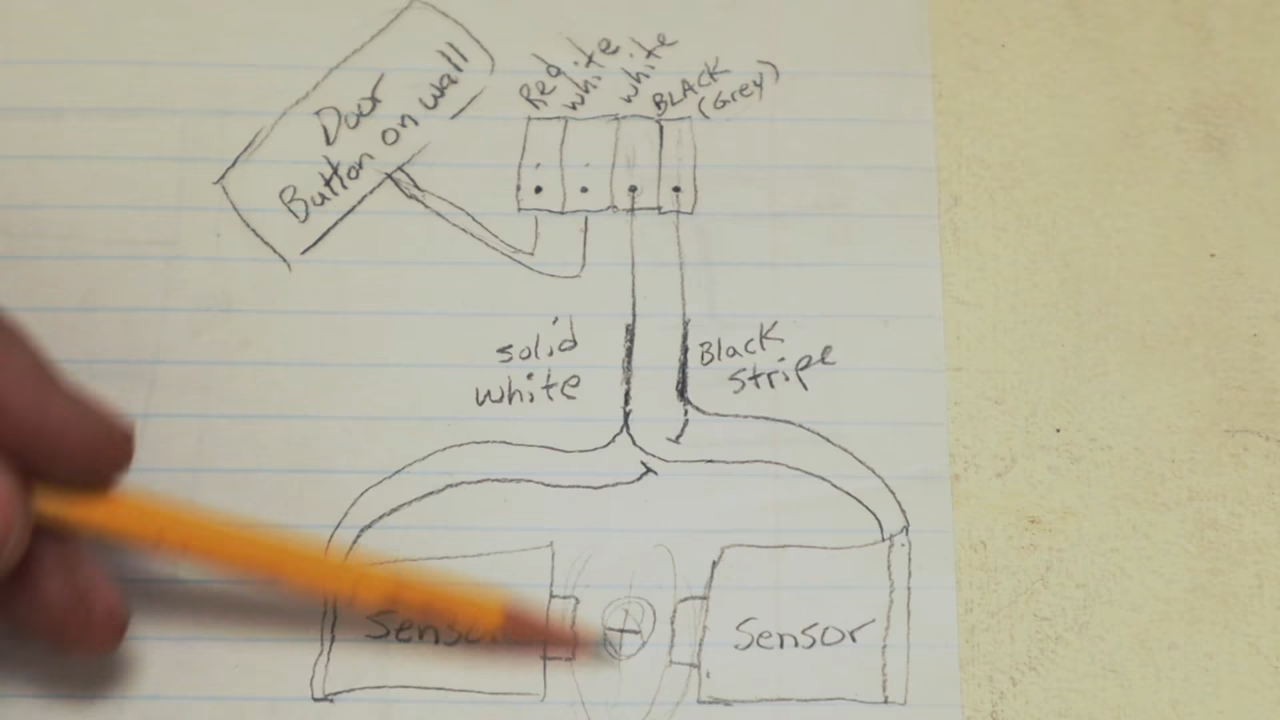 Door
Button on wall
Red
white
white
BLACK
(Grey)
solid
white
Black
stripe
Sensor